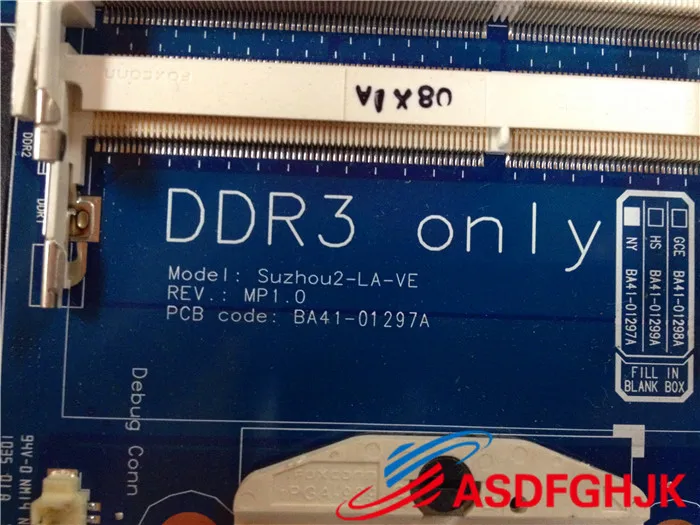 FOXCONN
08X1A
DDR2
DDR1
DDR3 only
Model: Suzhou2-LA-VE
REV.: MP1.0
PCB code: BA41-01297A
GCE BA41-01298A
HS BA41-01299A
NY BA41-01297A
FILL IN
BLANK BOX
Debug Conn
ASDFGHJK